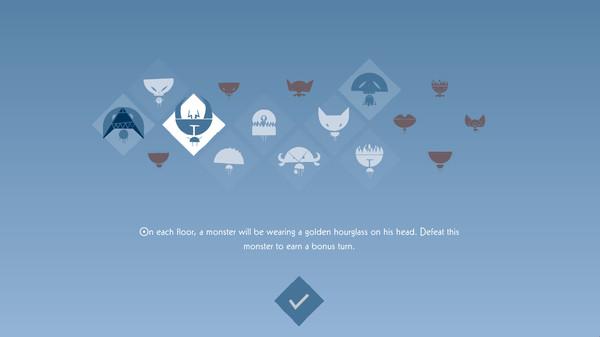 On each floor, a monster will be wearing a golden hourglass on his head. Defeat this
monster to earn a bonus turn.